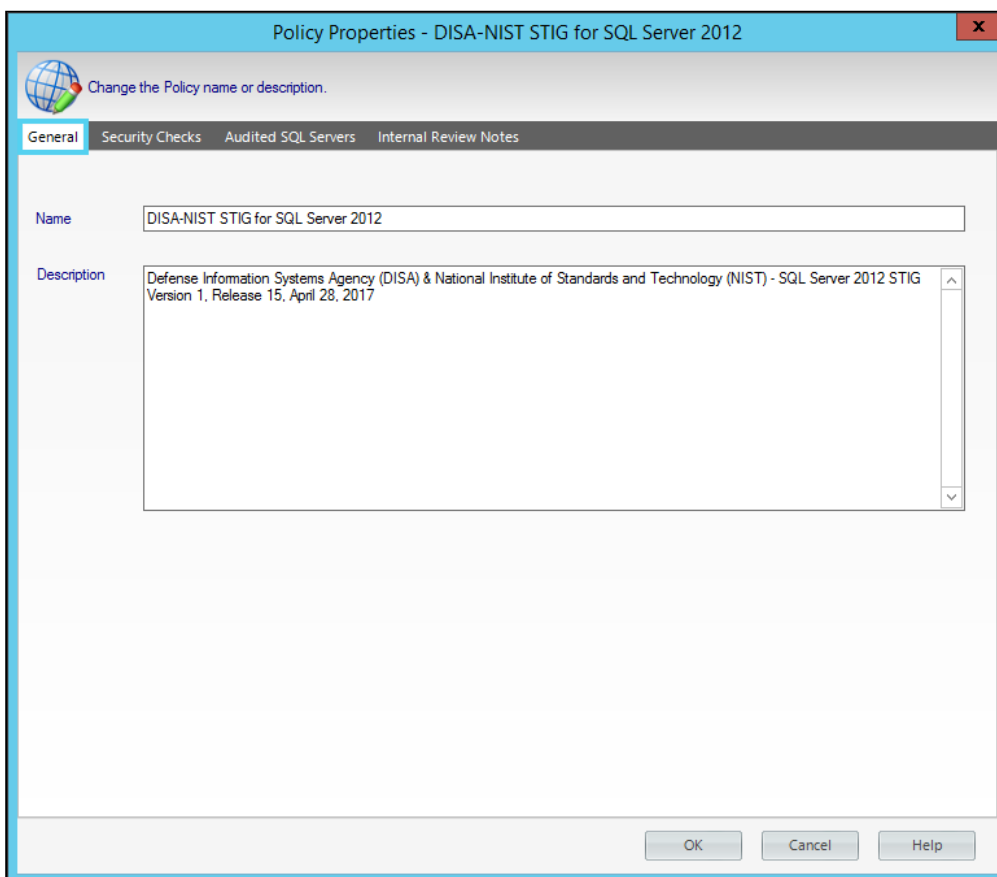 Policy Properties - DISA-NIST STIG for SQL Server 2012
x
Change the Policy name or description.
General Security Checks Audited SQL Servers Internal Review Notes
Name DISA-NIST STIG for SQL Server 2012
Description Defense Information Systems Agency (DISA) & National Institute of Standards and Technology (NIST) - SQL Server 2012 STIG
Version 1, Release 15, April 28, 2017
OK Cancel Help